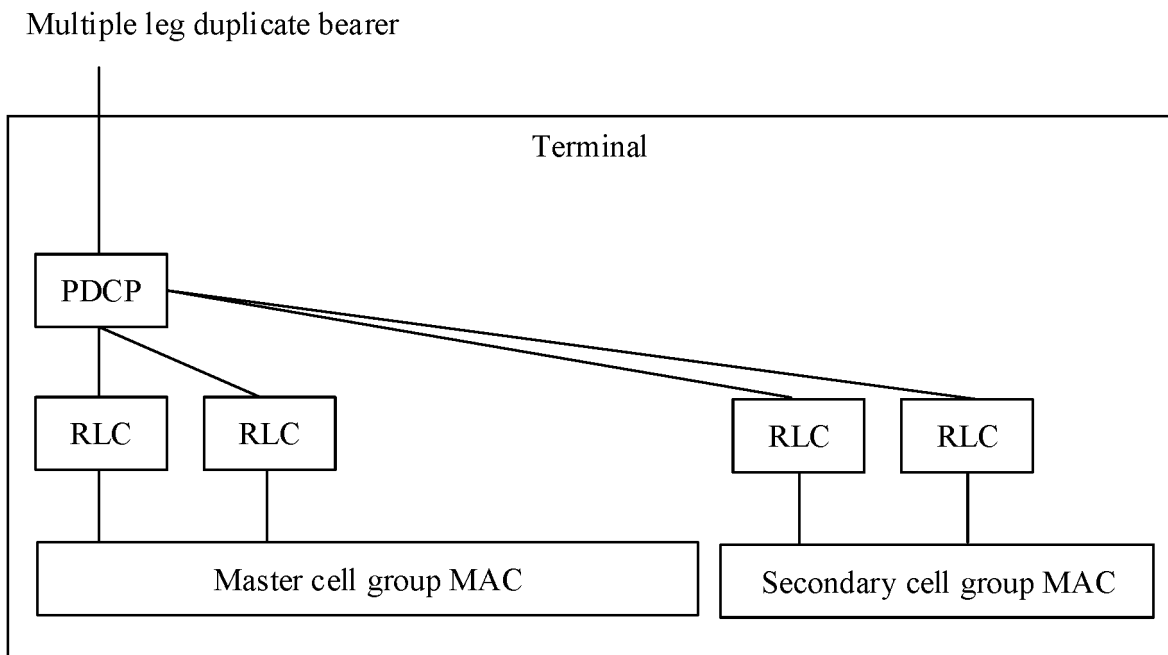 Multiple leg duplicate bearer
Terminal
PDCP
RLC
RLC
RLC
RLC
Master cell group MAC
Secondary cell group MAC